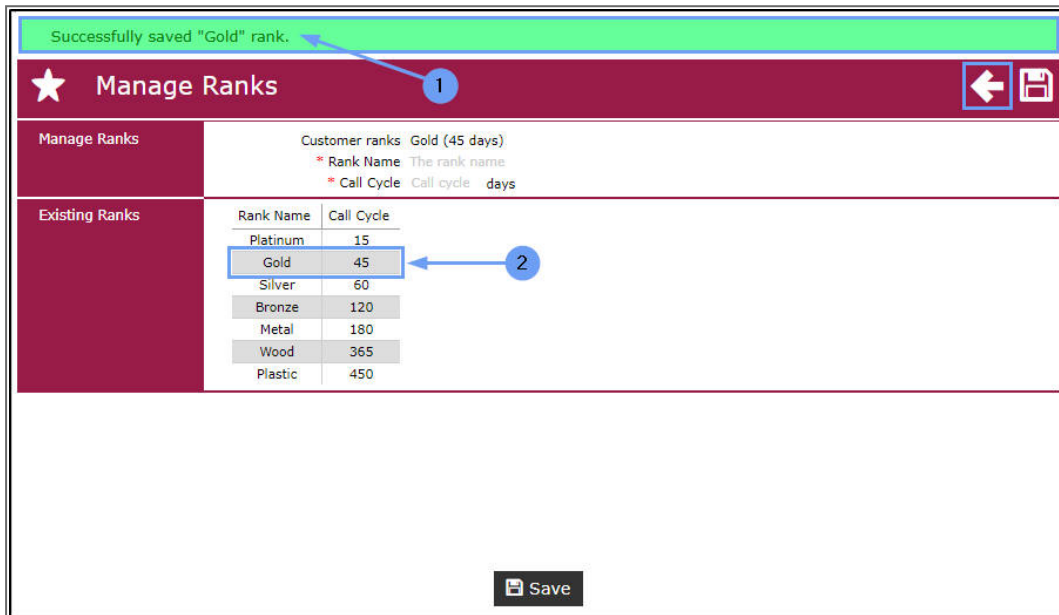 Successfully saved "Gold" rank.
1
Manage Ranks
Manage Ranks
Customer ranks Gold (45 days)
* Rank Name The rank name
* Call Cycle Call cycle days
Existing Ranks
Rank Name Call Cycle
Platinum 15
Gold 45
2
Silver 60
Bronze 120
Metal 180
Wood 365
Plastic 450
Save